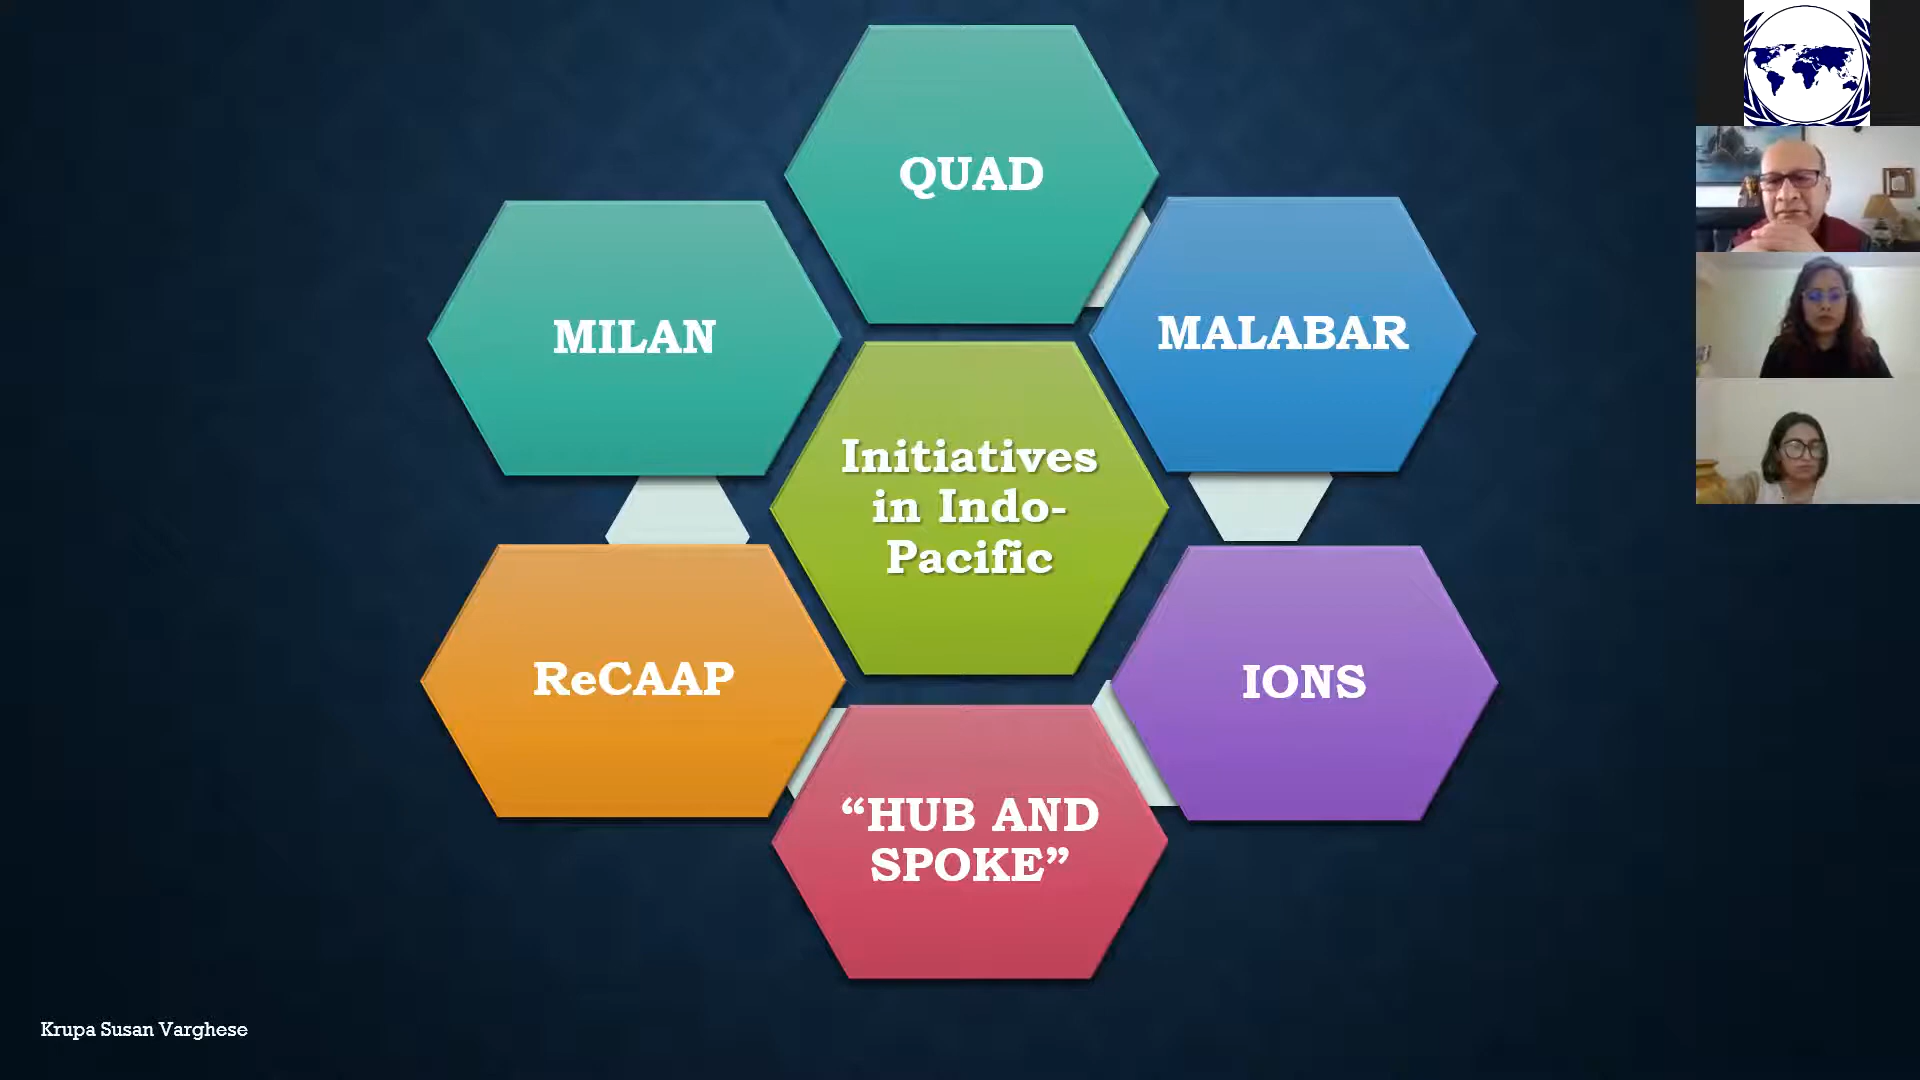 QUAD
MALABAR
MILAN
Initiatives
in Indo-
Pacific
ReCAAP
IONS
“HUB AND
SPOKE”
Krupa Susan Varghese